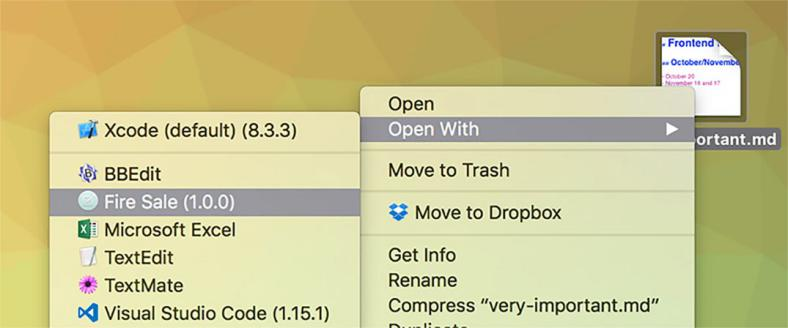 # Frontend
## October/Novembe
- October 20
- November 16 and 17
portant.md
Open
Open With
Move to Trash
Move to Dropbox
Get Info
Rename
Compress “very-important.md”
Duplicate
Xcode (default) (8.3.3)
BBEdit
Fire Sale (1.0.0)
Microsoft Excel
TextEdit
TextMate
Visual Studio Code (1.15.1)